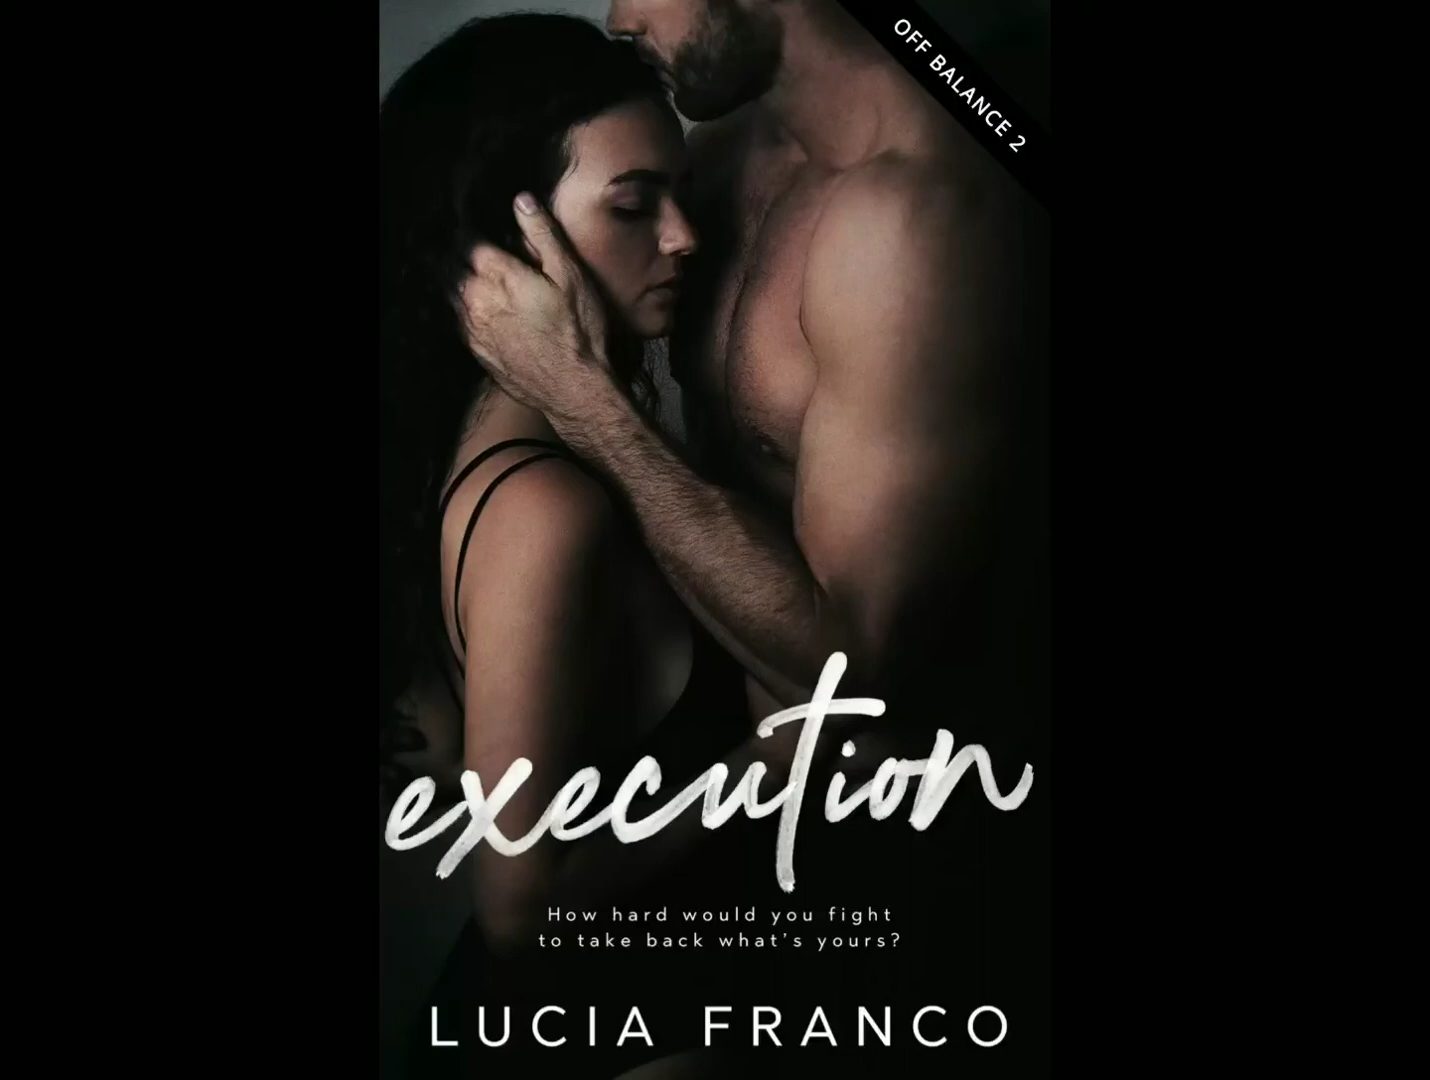 OFF BALANCE 2
execution
How hard would you fight
to take back what's yours?
LUCIA FRANCO